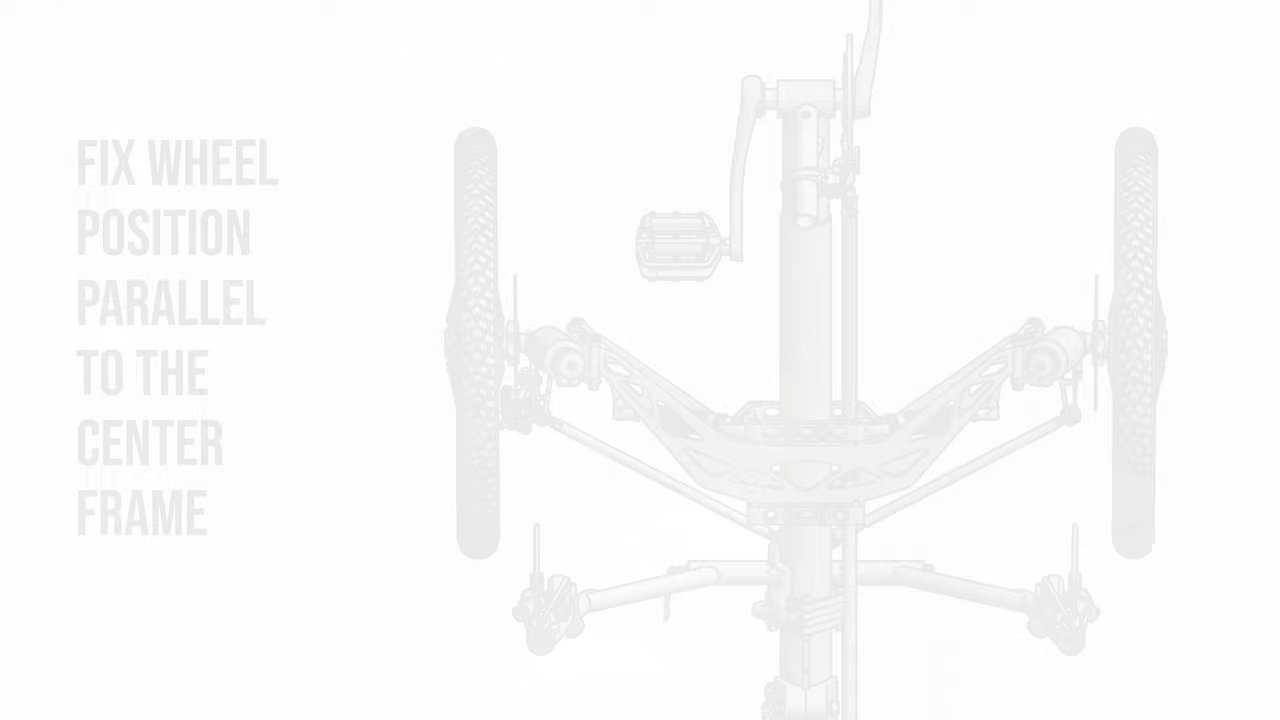 FIX WHEEL
POSITION
PARALLEL
TO THE
CENTER
FRAME